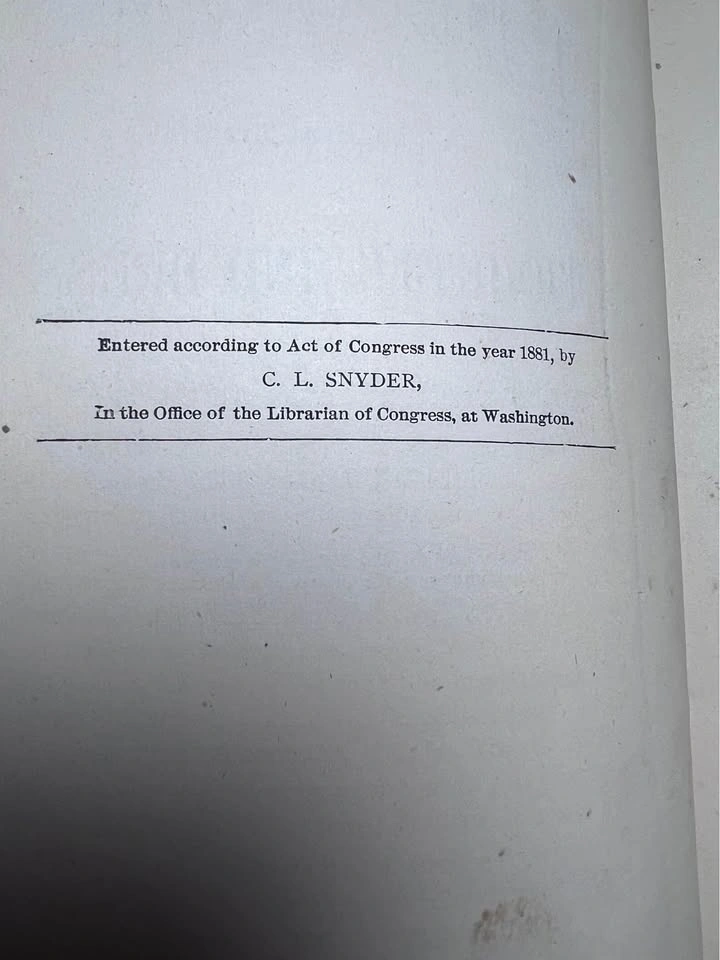 Entered according to Act of Congress in the year 1881, by
C. L. SNYDER,
In the Office of the Librarian of Congress, at Washington.